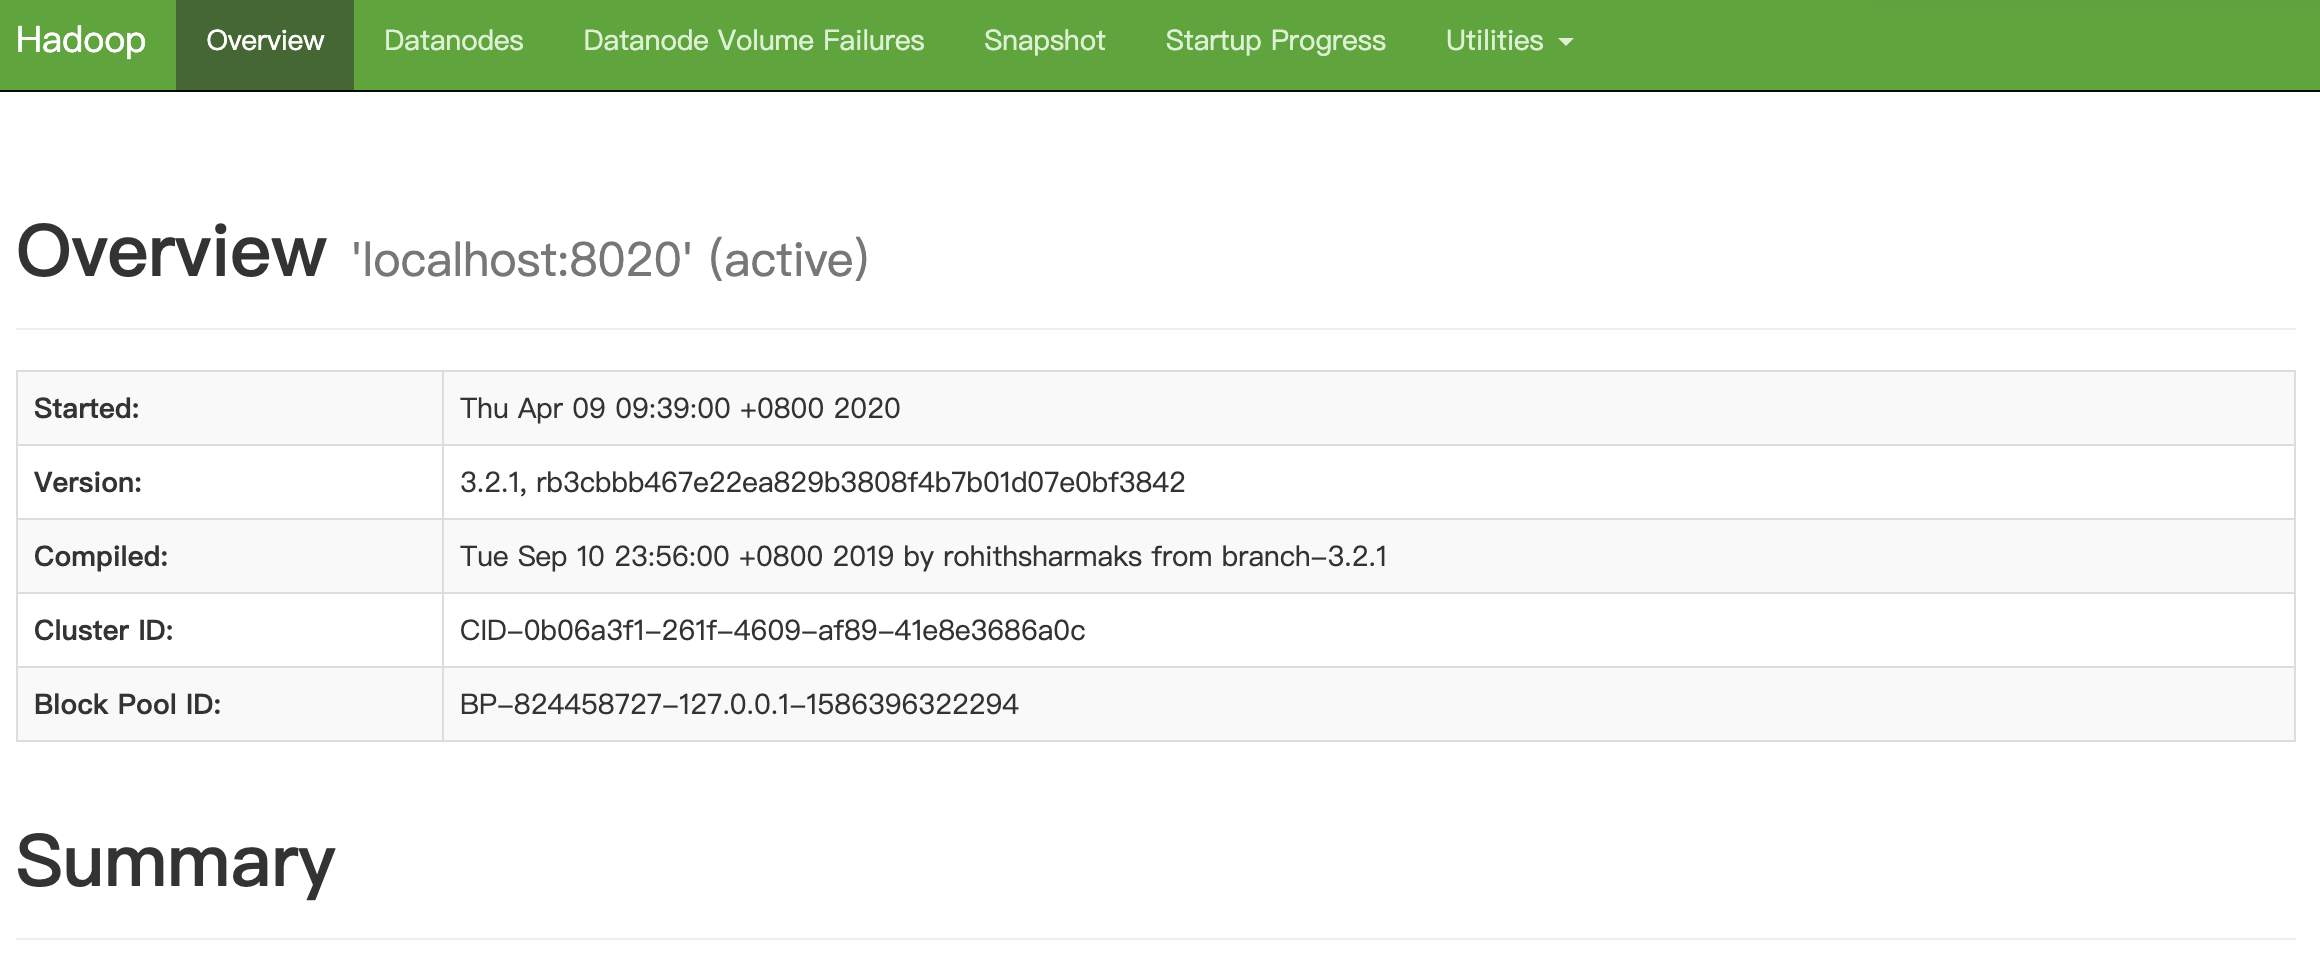 Hadoop Overview Datanodes Datanode Volume Failures Snapshot Startup Progress Utilities
Overview 'localhost:8020' (active)
Started: Thu Apr 09 09:39:00 +0800 2020
Version: 3.2.1, rb3cbbb467e22ea829b3808f4b7b01d07e0bf3842
Compiled: Tue Sep 10 23:56:00 +0800 2019 by rohithsharmaks from branch-3.2.1
Cluster ID: CID-0b06a3f1-261f-4609-af89-41e8e3686a0c
Block Pool ID: BP-824458727-127.0.0.1-1586396322294
Summary